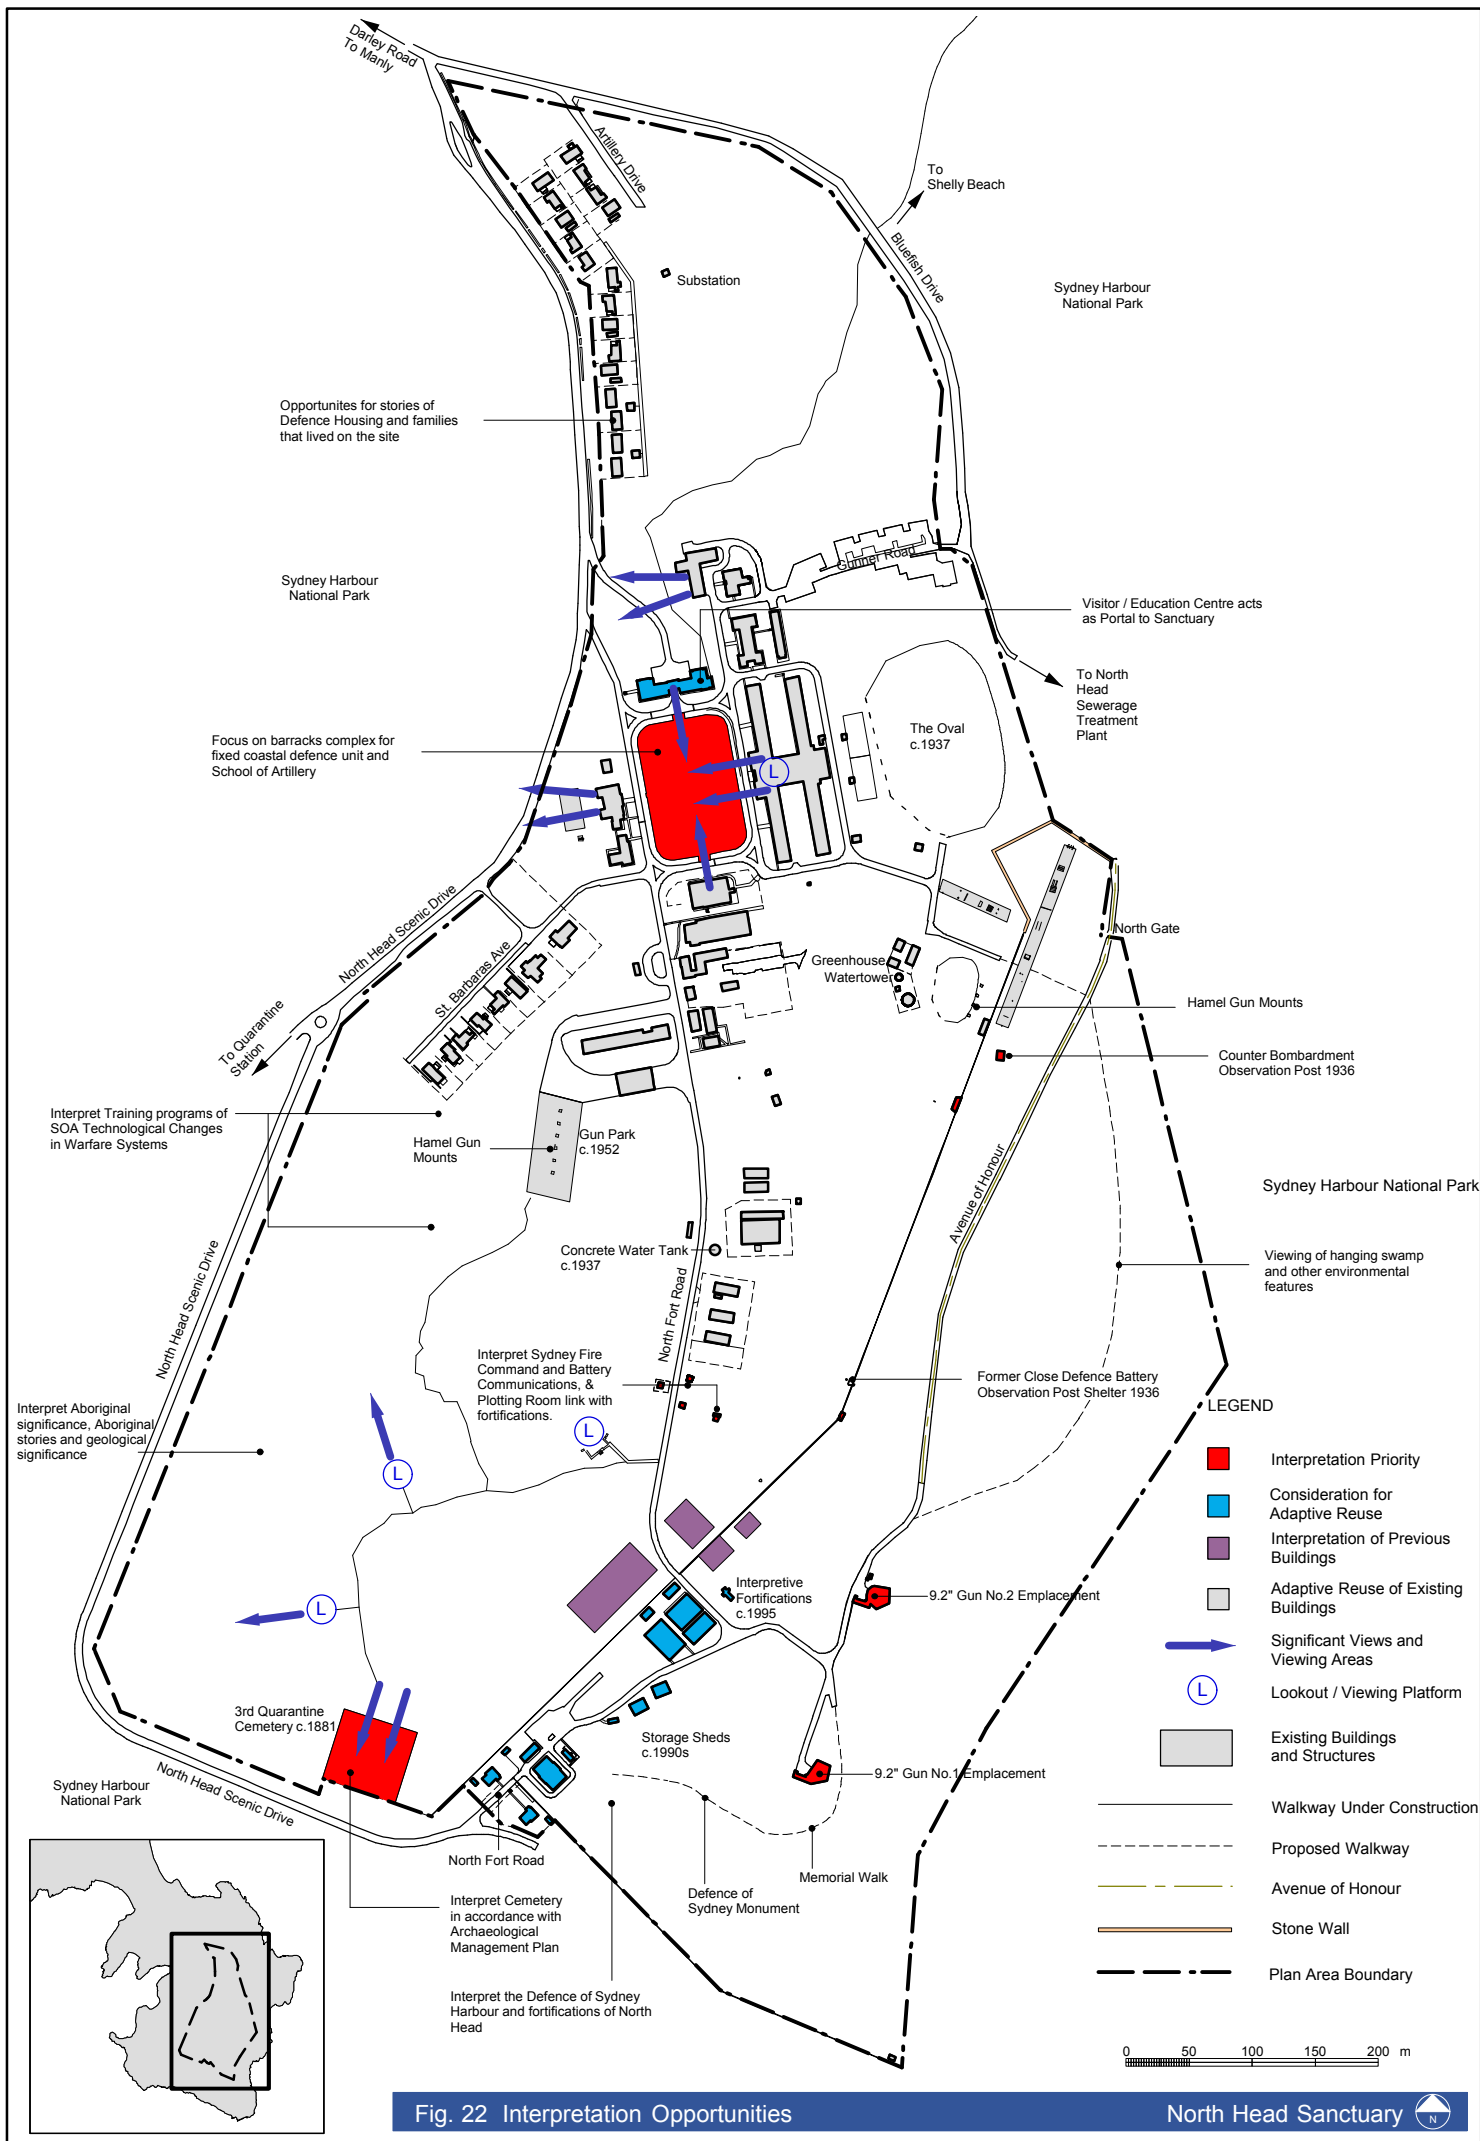 Darley Road
To Manly
Artillery Drive
To
Shelly Beach
Bluefish Drive
Substation
Sydney Harbour
National Park
Opportunites for stories of
Defence Housing and families
that lived on the site
Gunner Road
Sydney Harbour
National Park
Visitor / Education Centre acts
as Portal to Sanctuary
To North
Head
Sewerage
Treatment
Plant
The Oval
c.1937
Focus on barracks complex for
fixed coastal defence unit and
School of Artillery
L
North Head Scenic Drive
St. Barbaras Ave
North Gate
Greenhouse
Watertower
Hamel Gun Mounts
To Quarantine
Station
Counter Bombardment
Observation Post 1936
Interpret Training programs of
SOA Technological Changes
in Warfare Systems
Hamel Gun
Mounts
Gun Park
c.1952
Avenue of Honour
Sydney Harbour National Park
Concrete Water Tank
c.1937
Viewing of hanging swamp
and other environmental
features
North Head Scenic Drive
North Fort Road
Interpret Sydney Fire
Command and Battery
Communications, &
Plotting Room link with
fortifications.
Former Close Defence Battery
Observation Post Shelter 1936
Interpret Aboriginal
significance, Aboriginal
stories and geological
significance
L
L
L
LEGEND
Interpretation Priority
Consideration for
Adaptive Reuse
Interpretation of Previous
Buildings
Adaptive Reuse of Existing
Buildings
Significant Views and
Viewing Areas
L
Lookout / Viewing Platform
Existing Buildings
and Structures
Walkway Under Construction
Proposed Walkway
Avenue of Honour
Stone Wall
Plan Area Boundary
Interpretive
Fortifications
c.1995
9.2" Gun No.2 Emplacement
3rd Quarantine
Cemetery c.1881
Storage Sheds
c.1990s
9.2" Gun No.1 Emplacement
Sydney Harbour
National Park
North Head Scenic Drive
North Fort Road
Memorial Walk
Defence of
Sydney Monument
Interpret Cemetery
in accordance with
Archaeological
Management Plan
Interpret the Defence of Sydney
Harbour and fortifications of North
Head
0 50 100 150 200 m
Fig. 22 Interpretation Opportunities
North Head Sanctuary
N